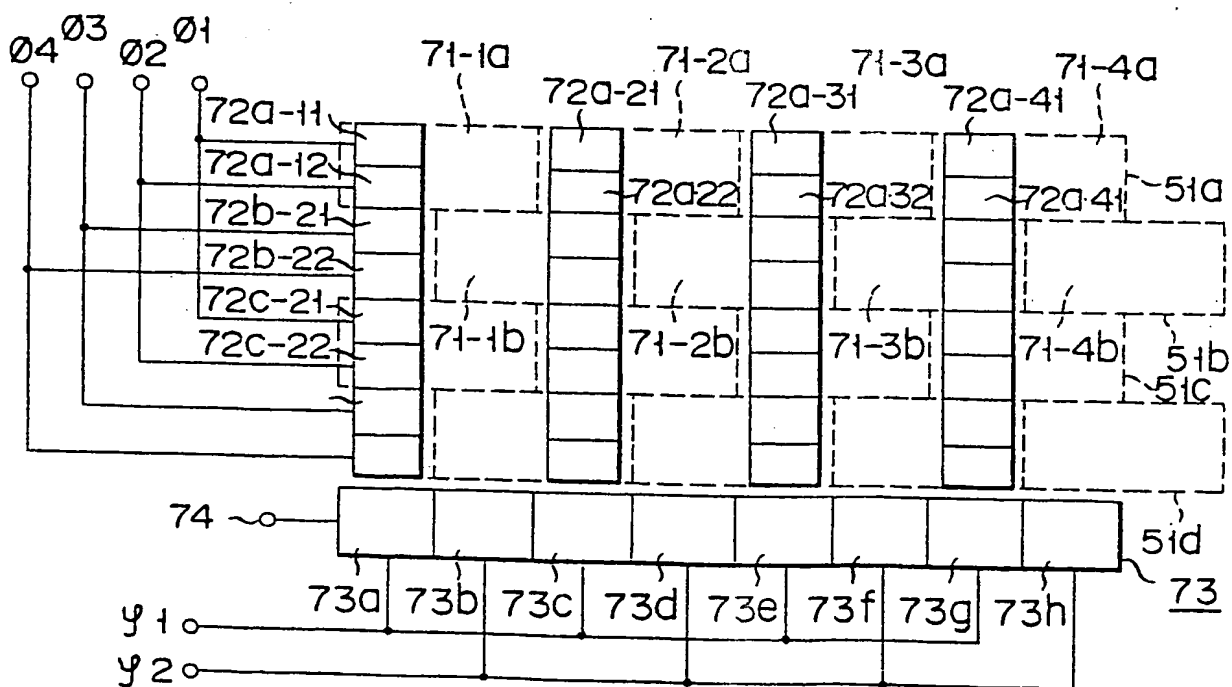 Ø4 Ø3 Ø2 Ø1
71-1a 71-2a 71-3a 71-4a
72a-11 72a-21 72a-31 72a-41
72a-12 72a22 72a32 72a-41 51a
72b-21
72b-22
72c-21
71-1b 71-2b 71-3b 71-4b 51b
72c-22 51c
74 51d
73a 73b 73c 73d 73e 73f 73g 73h 73
φ1
φ2